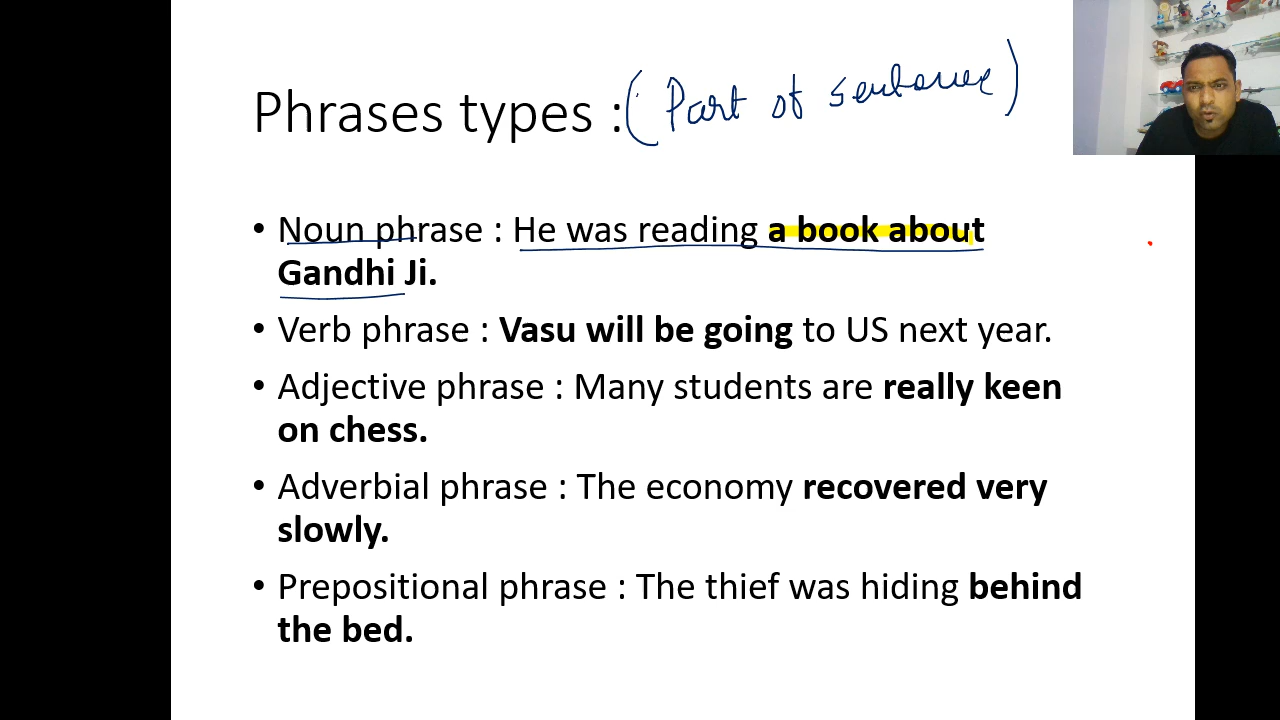 Phrases types : (Part of sentence)
• Noun phrase : He was reading a book about
Gandhi Ji.
• Verb phrase : Vasu will be going to US next year.
• Adjective phrase : Many students are really keen
on chess.
• Adverbial phrase : The economy recovered very
slowly.
• Prepositional phrase : The thief was hiding behind
the bed.